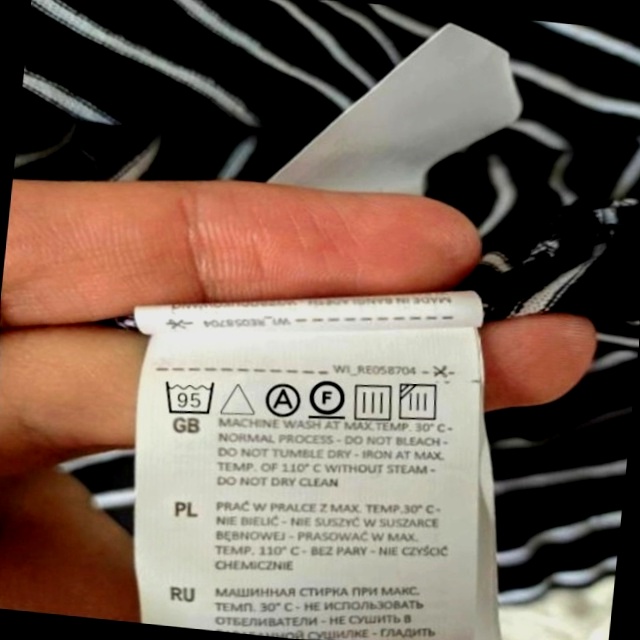 WI_RE058704
WI_RE058704
95 A F
GB MACHINE WASH AT MAX.TEMP. 30° C -
NORMAL PROCESS - DO NOT BLEACH -
DO NOT TUMBLE DRY - IRON AT MAX.
TEMP. OF 110° C WITHOUT STEAM -
DO NOT DRY CLEAN
PL PRAĆ W PRALCE Z MAX. TEMP.30° C -
NIE BIELIĆ - NIE SUSZYĆ W SUSZARCE
BĘBNOWEJ - PRASOWAĆ W MAX.
TEMP. 110° C - BEZ PARY - NIE CZYŚCIĆ
CHEMICZNIE
RU МАШИННАЯ СТИРКА ПРИ МАКС.
ТЕМП. 30° C - НЕ ИСПОЛЬЗОВАТЬ
ОТБЕЛИВАТЕЛИ - НЕ СУШИТЬ В
СУШИЛКЕ - ГЛАДИТЬ